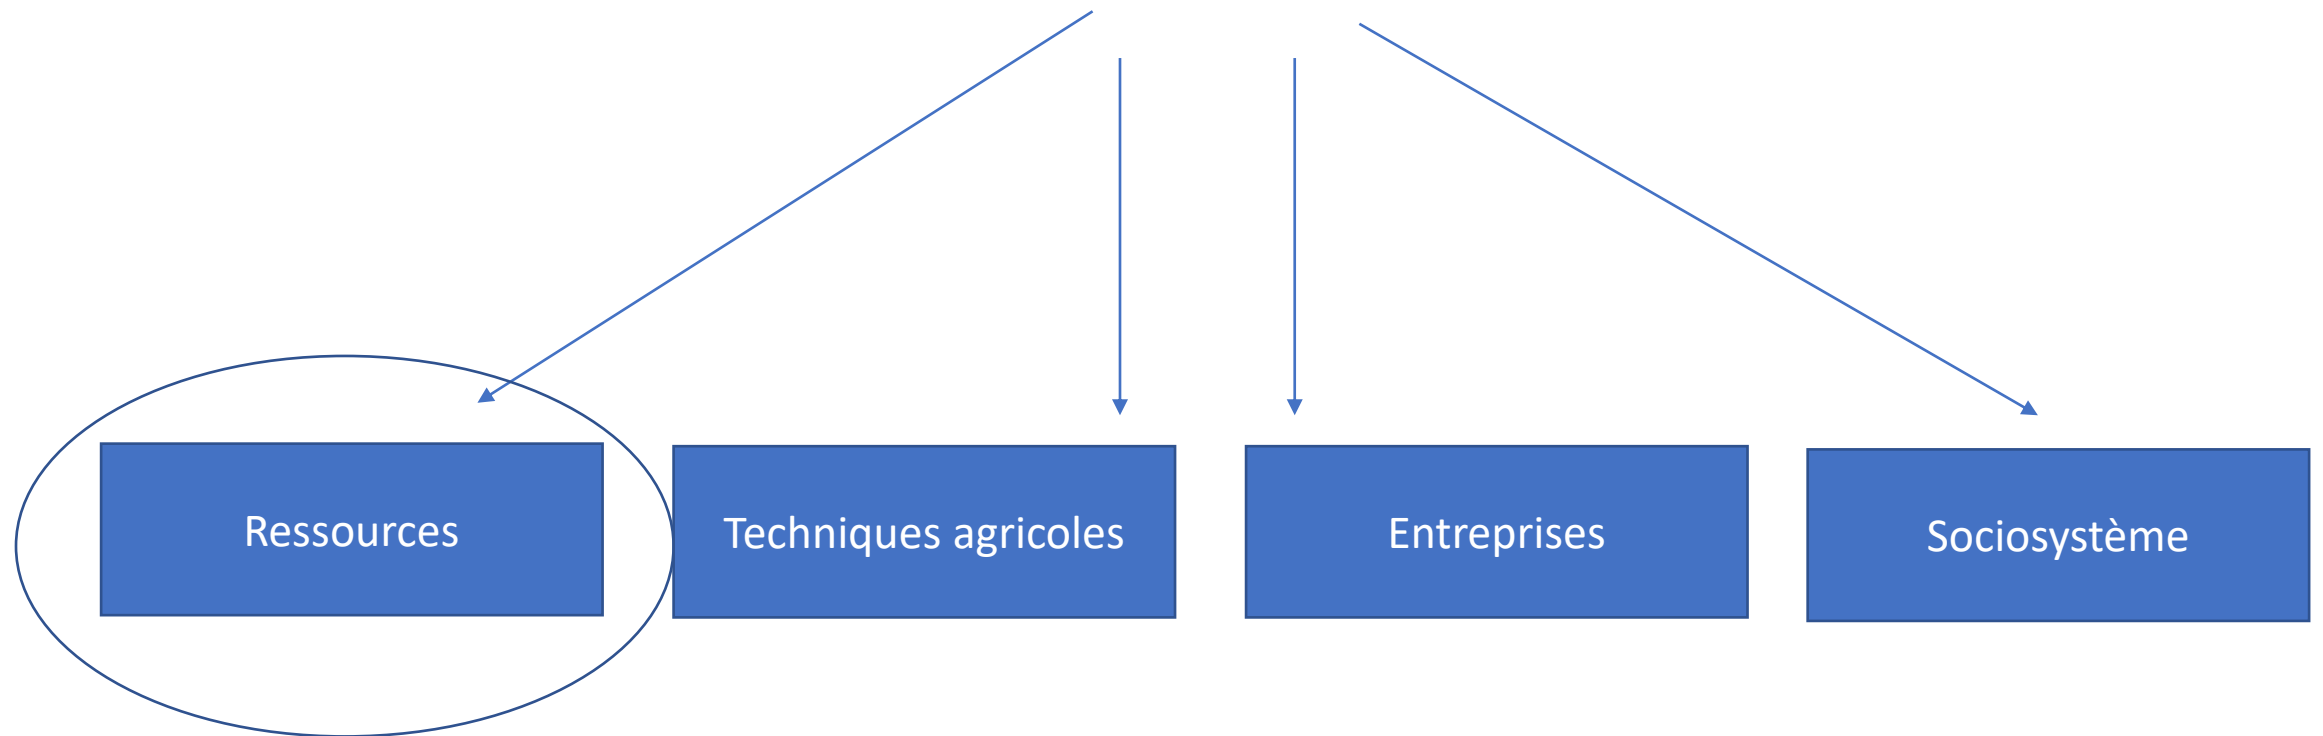 Ressources
Techniques agricoles
Entreprises
Sociosystème